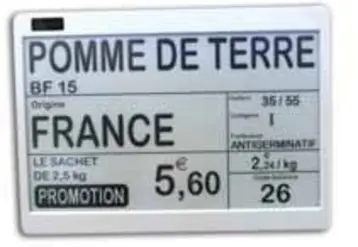 POMME DE TERRE
BF 15
Origine
FRANCE
35 / 55
I
ANTIGERMINATIF
LE SACHET
DE 2,5 kg
PROMOTION
5,€60
2,€24 / kg
26